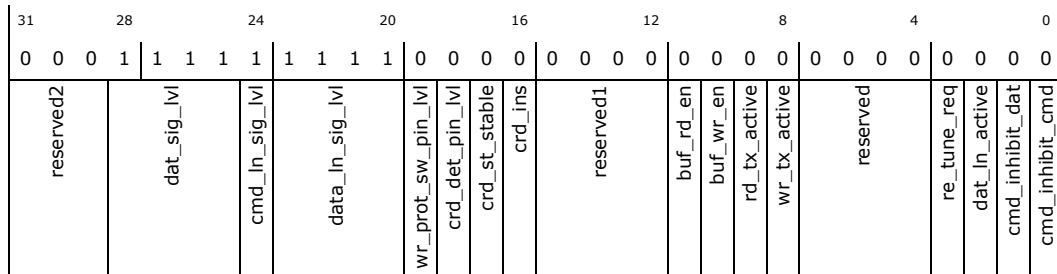 31 28 24 20 16 12 8 4 0
0 0 0 1 1 1 1 1 1 1 1 1 0 0 0 0 0 0 0 0 0 0 0 0 0 0 0 0 0 0 0 0
reserved2
dat_sig_lvl
cmd_ln_sig_lvl
data_ln_sig_lvl
wr_prot_sw_pin_lvl
crd_det_pin_lvl
crd_st_stable
crd_ins
reserved1
buf_rd_en
buf_wr_en
rd_tx_active
wr_tx_active
reserved
re_tune_req
dat_ln_active
cmd_inhibit_dat
cmd_inhibit_cmd